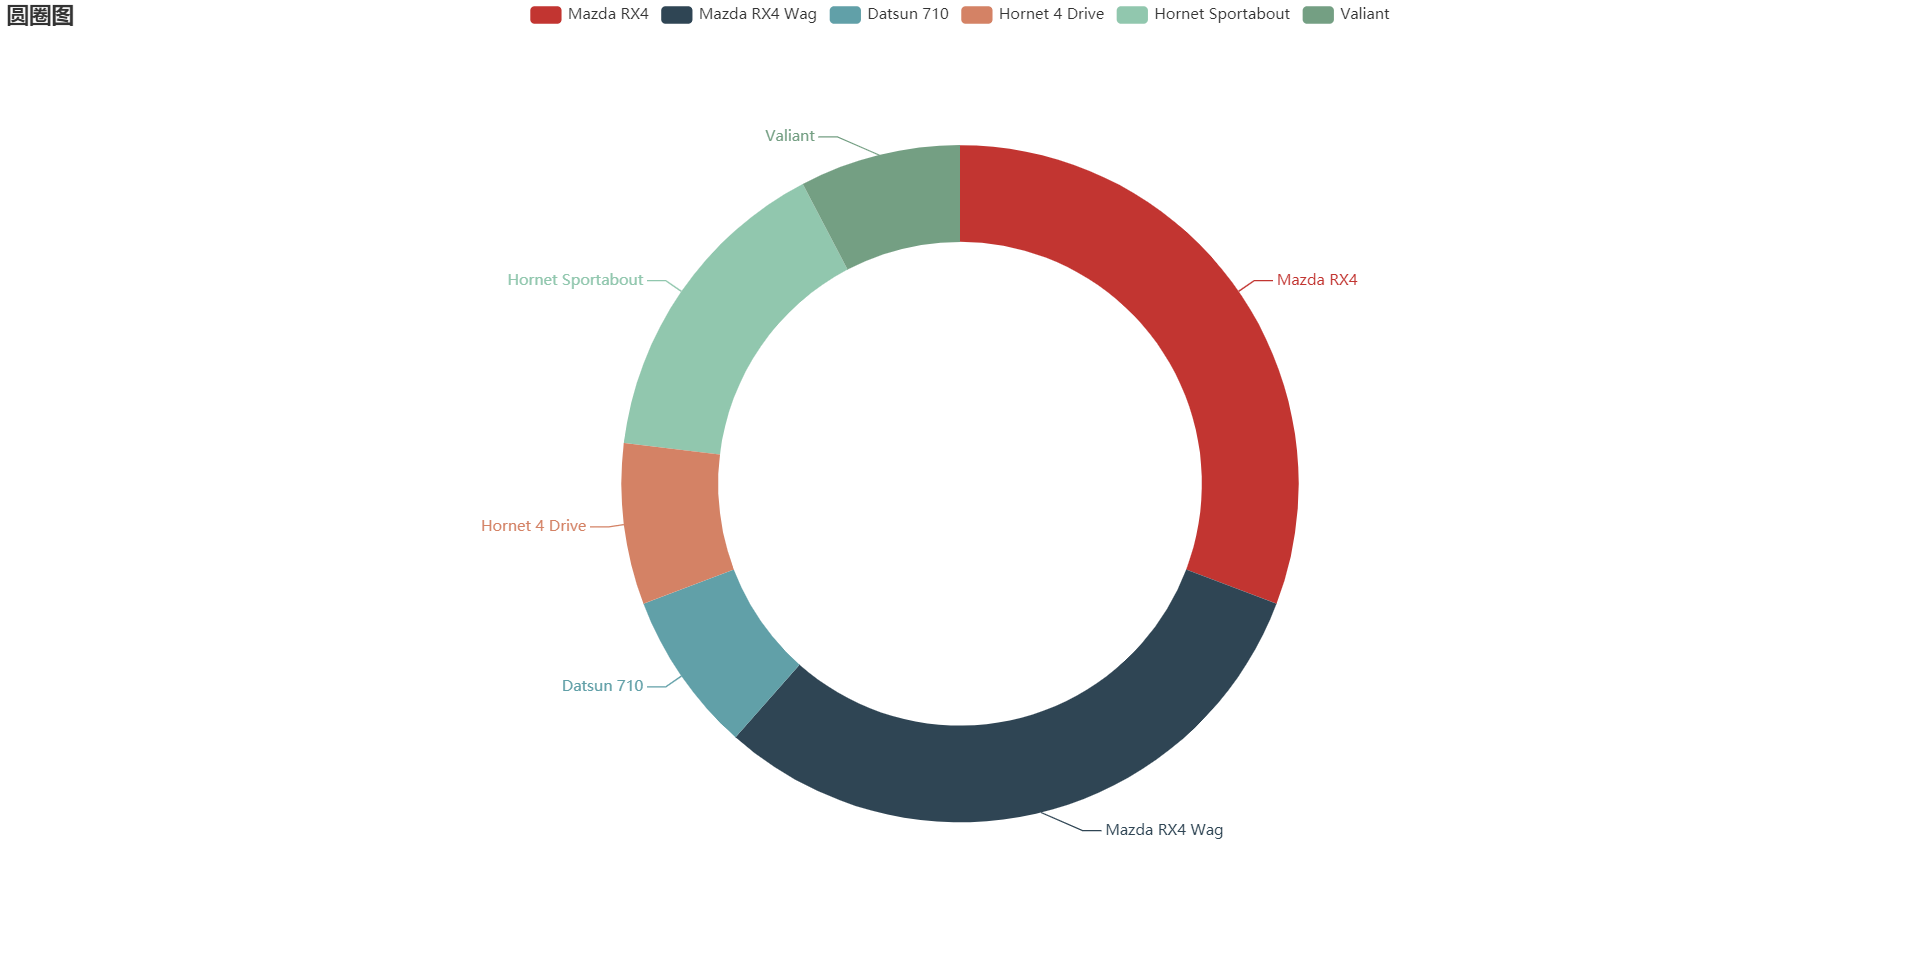 圆圈图
Mazda RX4 Mazda RX4 Wag Datsun 710 Hornet 4 Drive Hornet Sportabout Valiant
Valiant
Hornet Sportabout
Mazda RX4
Hornet 4 Drive
Datsun 710
Mazda RX4 Wag